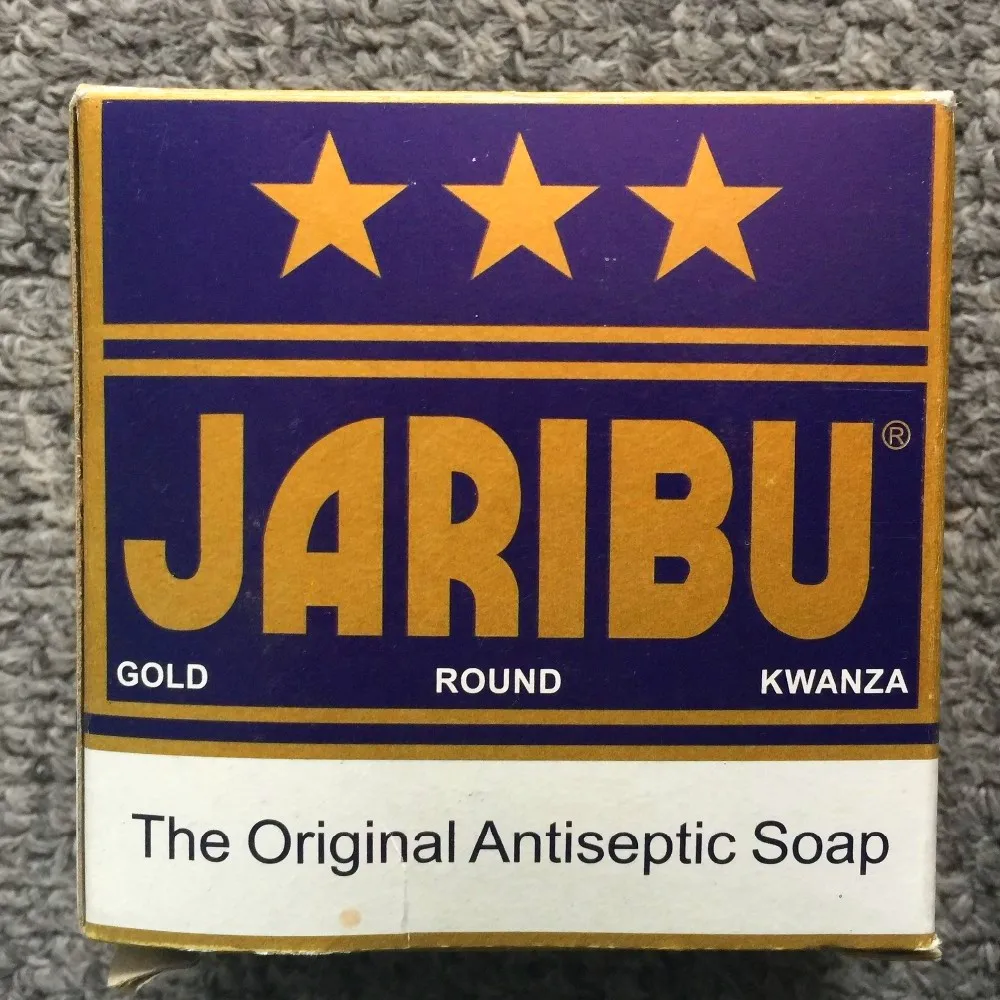 JARIBU®
GOLD ROUND KWANZA
The Original Antiseptic Soap